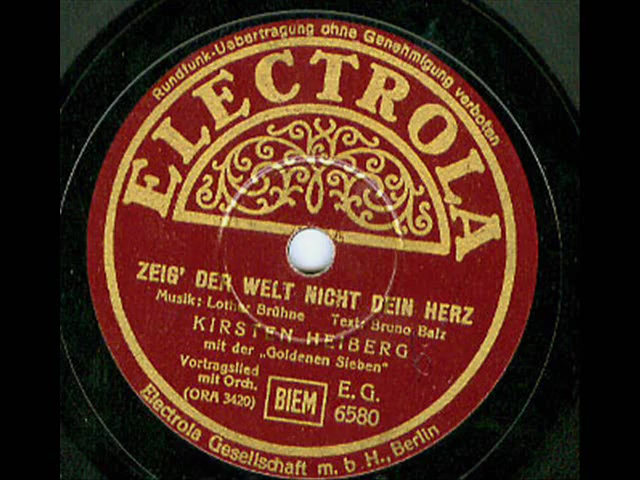 Rundfunk-Uebertragung ohne Genehmigung verboten
ELECTROLA
ZEIG' DER WELT NICHT DEIN HERZ
Musik: Lothar Brühne Text: Bruno Balz
KIRSTEN HEIBERG
mit der „Goldenen Sieben"
Vortragslied
mit Orch.
(ORA 3420)
BIEM
E.G.
6580
Electrola Gesellschaft m. b H., Berlin